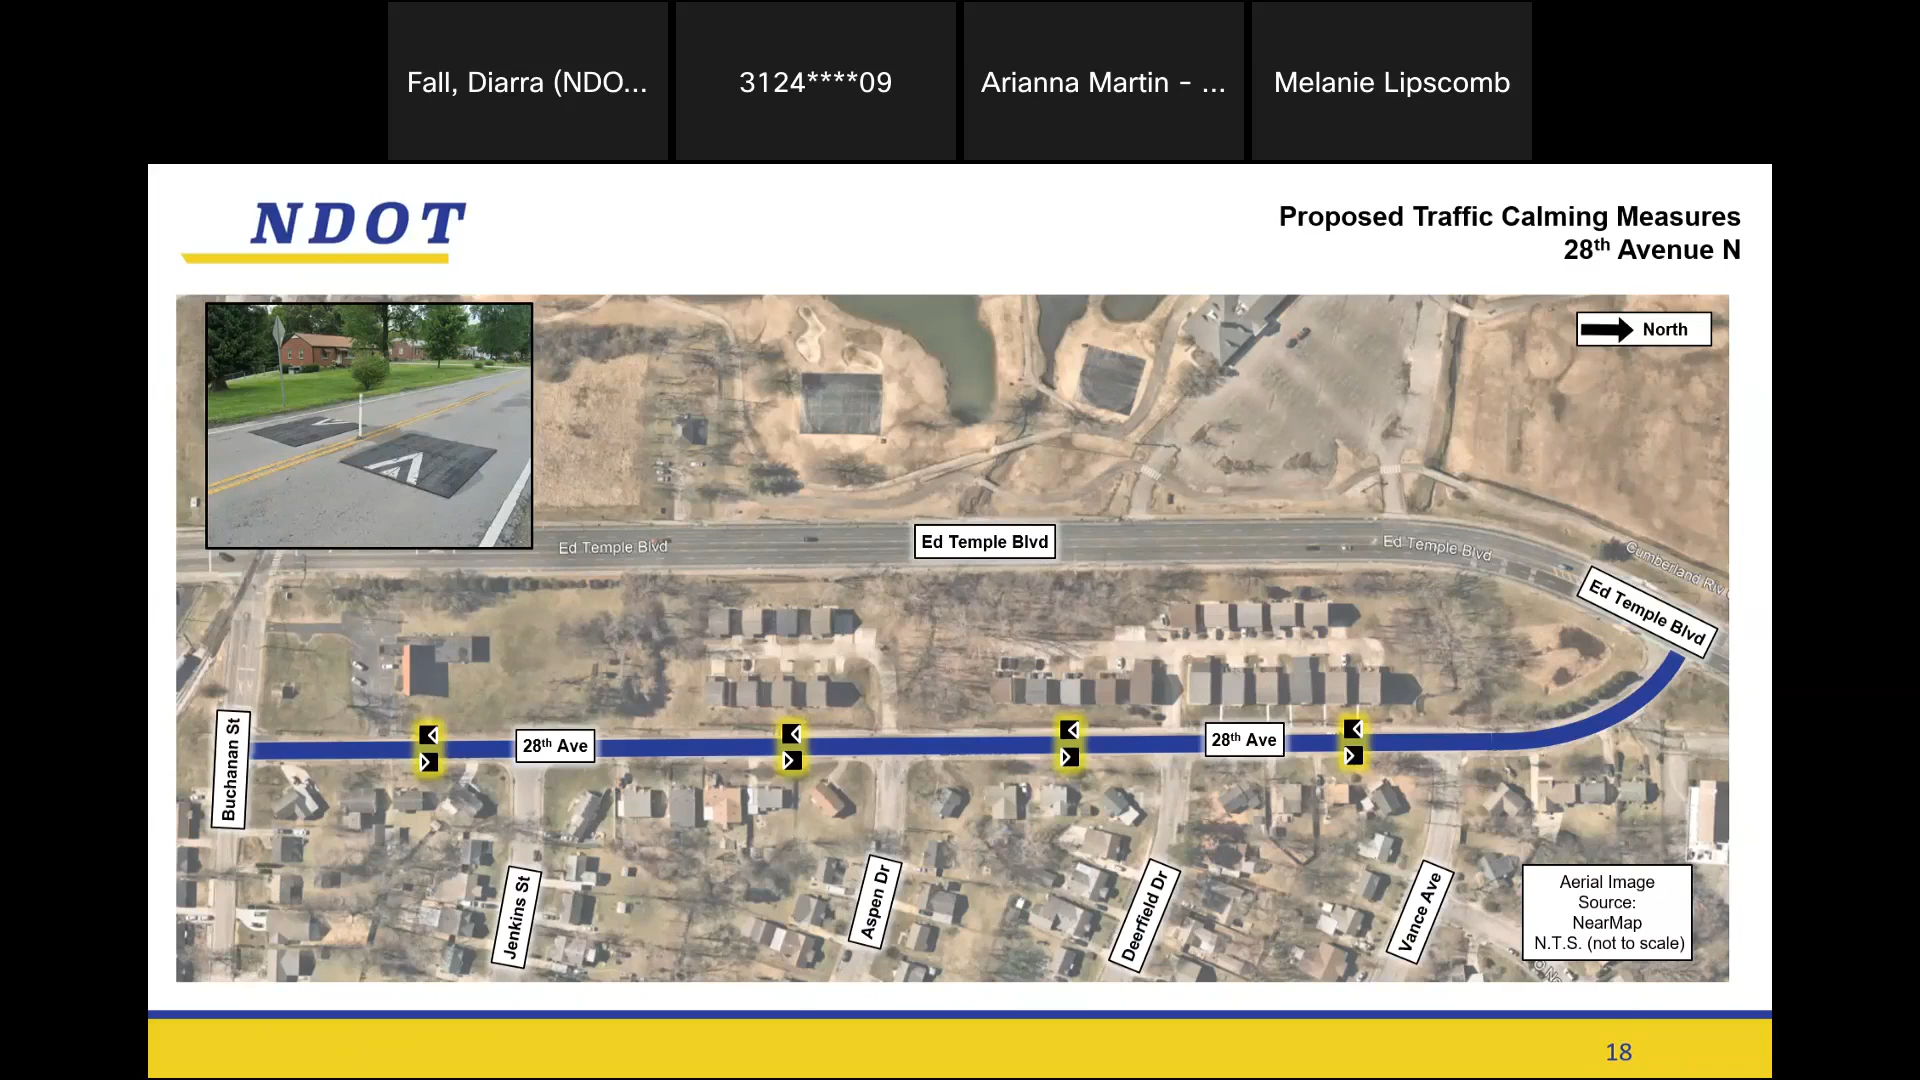 Fall, Diarra (NDO...
3124****09
Arianna Martin - ...
Melanie Lipscomb
NDOT
Proposed Traffic Calming Measures
28th Avenue N
North
Ed Temple Blvd
Ed Temple Blvd
Ed Temple Blvd
Cumberland Riv
Ed Temple Blvd
Buchanan St
28th Ave
28th Ave
Jenkins St
Aspen Dr
Deerfield Dr
Vance Ave
Aerial Image
Source:
NearMap
N.T.S. (not to scale)
18